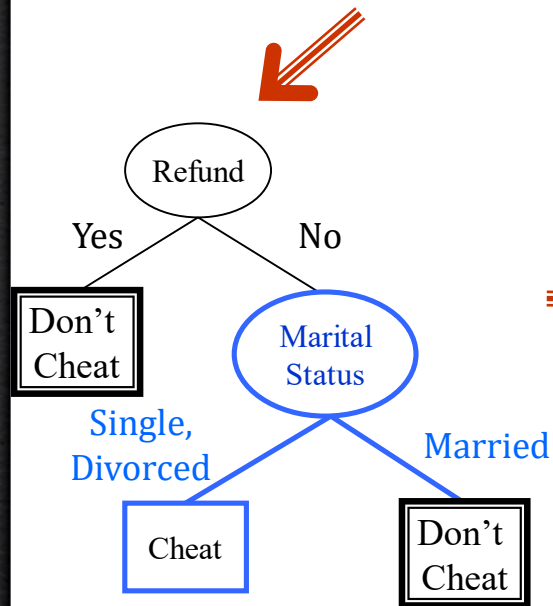 Refund
Yes
No
Don’t
Cheat
Marital
Status
Single,
Divorced
Married
Cheat
Don’t
Cheat